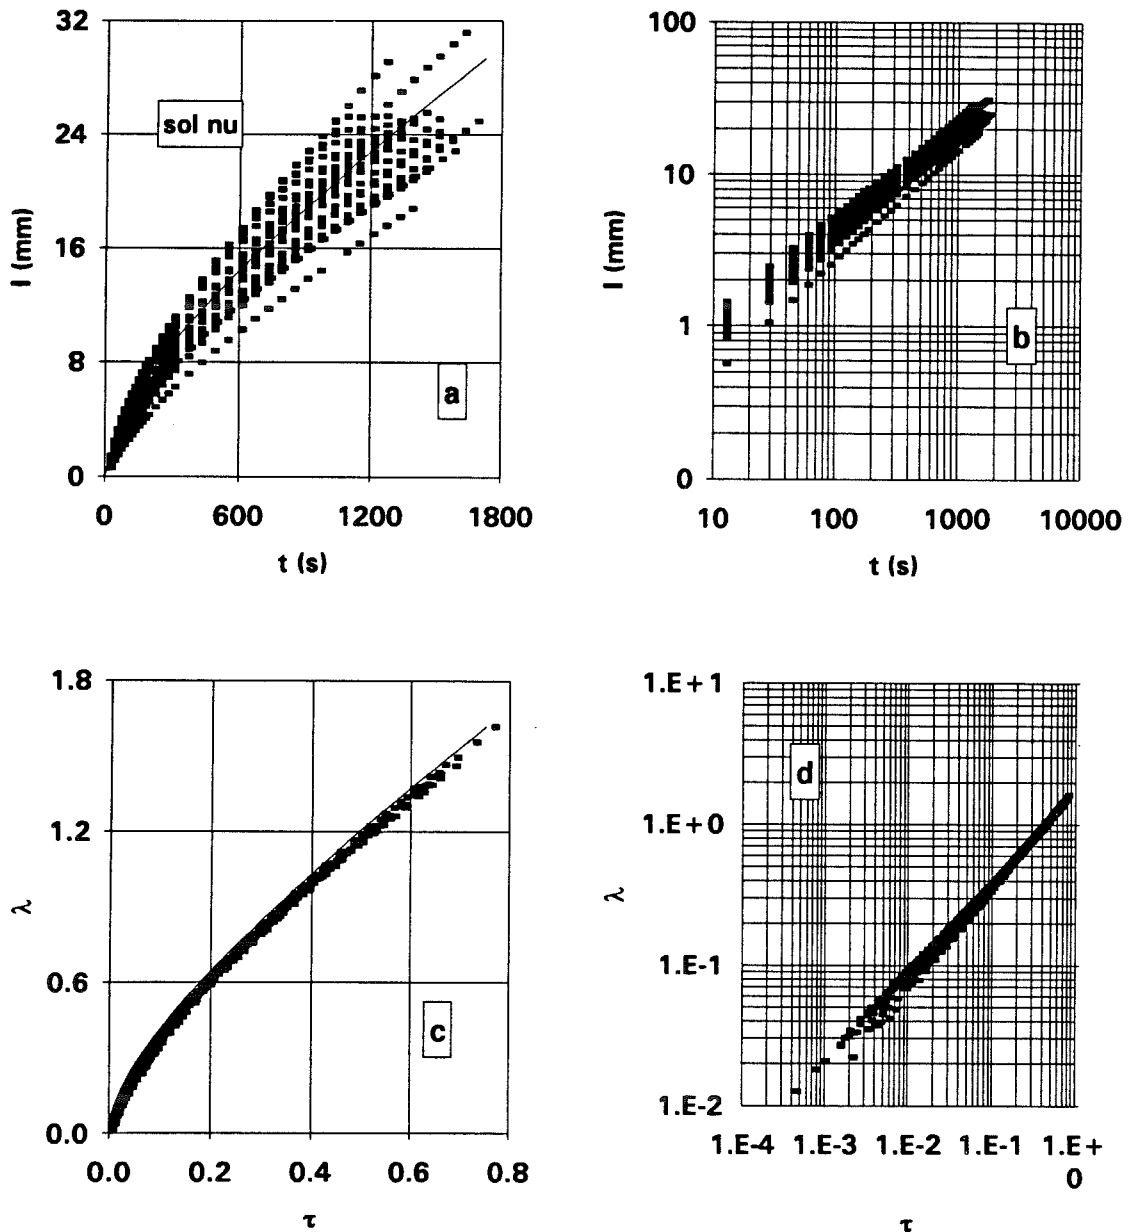 32
24
16
8
0
I (mm)
sol nu
a
0 600 1200 1800
t (s)
100
10
1
0
I (mm)
b
10 100 1000 10000
t (s)
1.8
1.2
0.6
0.0
λ
c
0.0 0.2 0.4 0.6 0.8
τ
1.E+1
1.E+0
1.E-1
1.E-2
λ
d
1.E-4 1.E-3 1.E-2 1.E-1 1.E+
0
τ